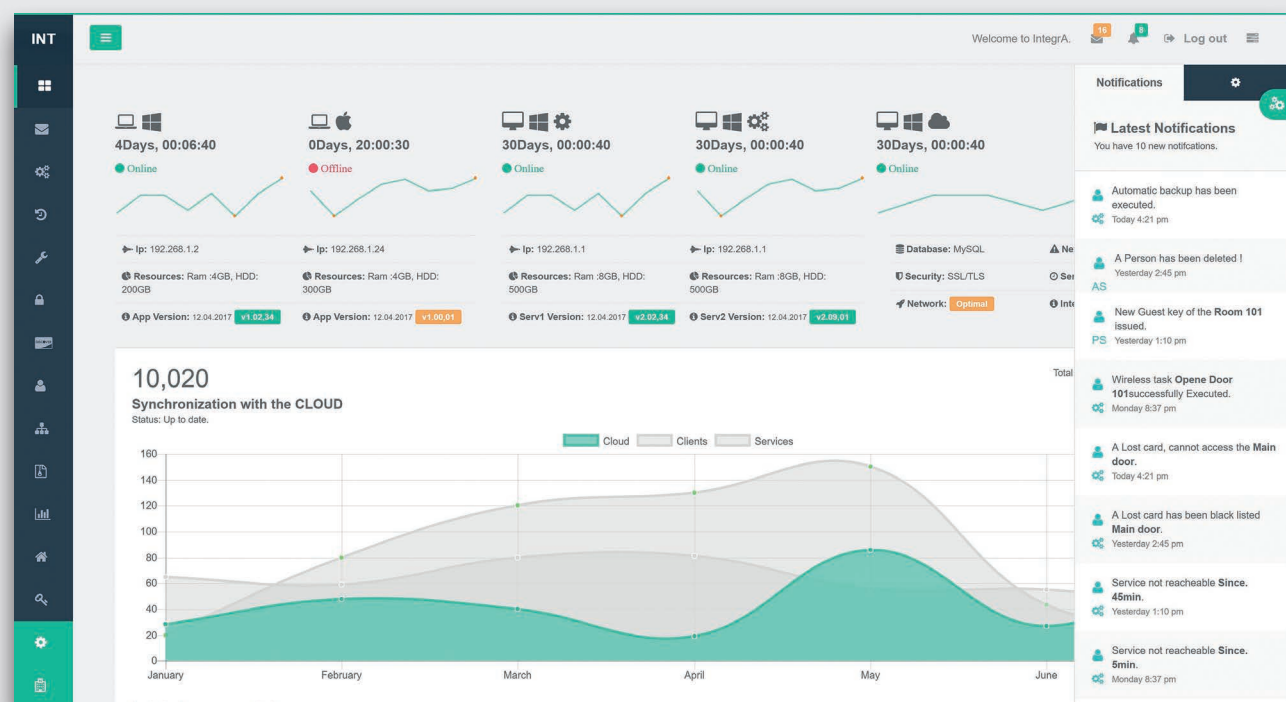 INT
Welcome to IntegrA.
16
8
Log out
Notifications
Latest Notifications
You have 10 new notifcations.
4Days, 00:06:40
Online
Ip: 192.268.1.2
Resources: Ram :4GB, HDD:
200GB
App Version: 12.04.2017 v1.02,34
0Days, 20:00:30
Offline
Ip: 192.268.1.24
Resources: Ram :4GB, HDD:
300GB
App Version: 12.04.2017 v1.00,01
30Days, 00:00:40
Online
Ip: 192.268.1.1
Resources: Ram :8GB, HDD:
500GB
Serv1 Version: 12.04.2017 v2.02,34
30Days, 00:00:40
Online
Ip: 192.268.1.1
Resources: Ram :8GB, HDD:
500GB
Serv2 Version: 12.04.2017 v2.09,01
30Days, 00:00:40
Online
Database: MySQL
Ne
Security: SSL/TLS
Ser
Network: Optimal
Inte
10,020
Total
Synchronization with the CLOUD
Status: Up to date.
Cloud Clients Services
160
140
120
100
80
60
40
20
0
January February March April May June
Automatic backup has been
executed.
Today 4:21 pm
A Person has been deleted !
Yesterday 2:45 pm
AS
New Guest key of the Room 101
issued.
PS Yesterday 1:10 pm
Wireless task Opene Door
101successfully Executed.
Monday 8:37 pm
A Lost card, cannot access the Main
door.
Today 4:21 pm
A Lost card has been black listed
Main door.
Yesterday 2:45 pm
Service not reacheable Since.
45min.
Yesterday 1:10 pm
Service not reacheable Since.
5min.
Monday 8:37 pm